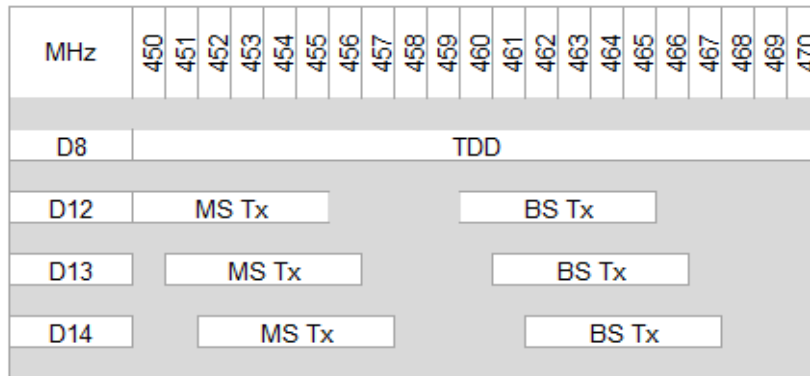 MHz 450 451 452 453 454 455 456 457 458 459 460 461 462 463 464 465 466 467 468 469 470
D8 TDD
D12 MS Tx BS Tx
D13 MS Tx BS Tx
D14 MS Tx BS Tx